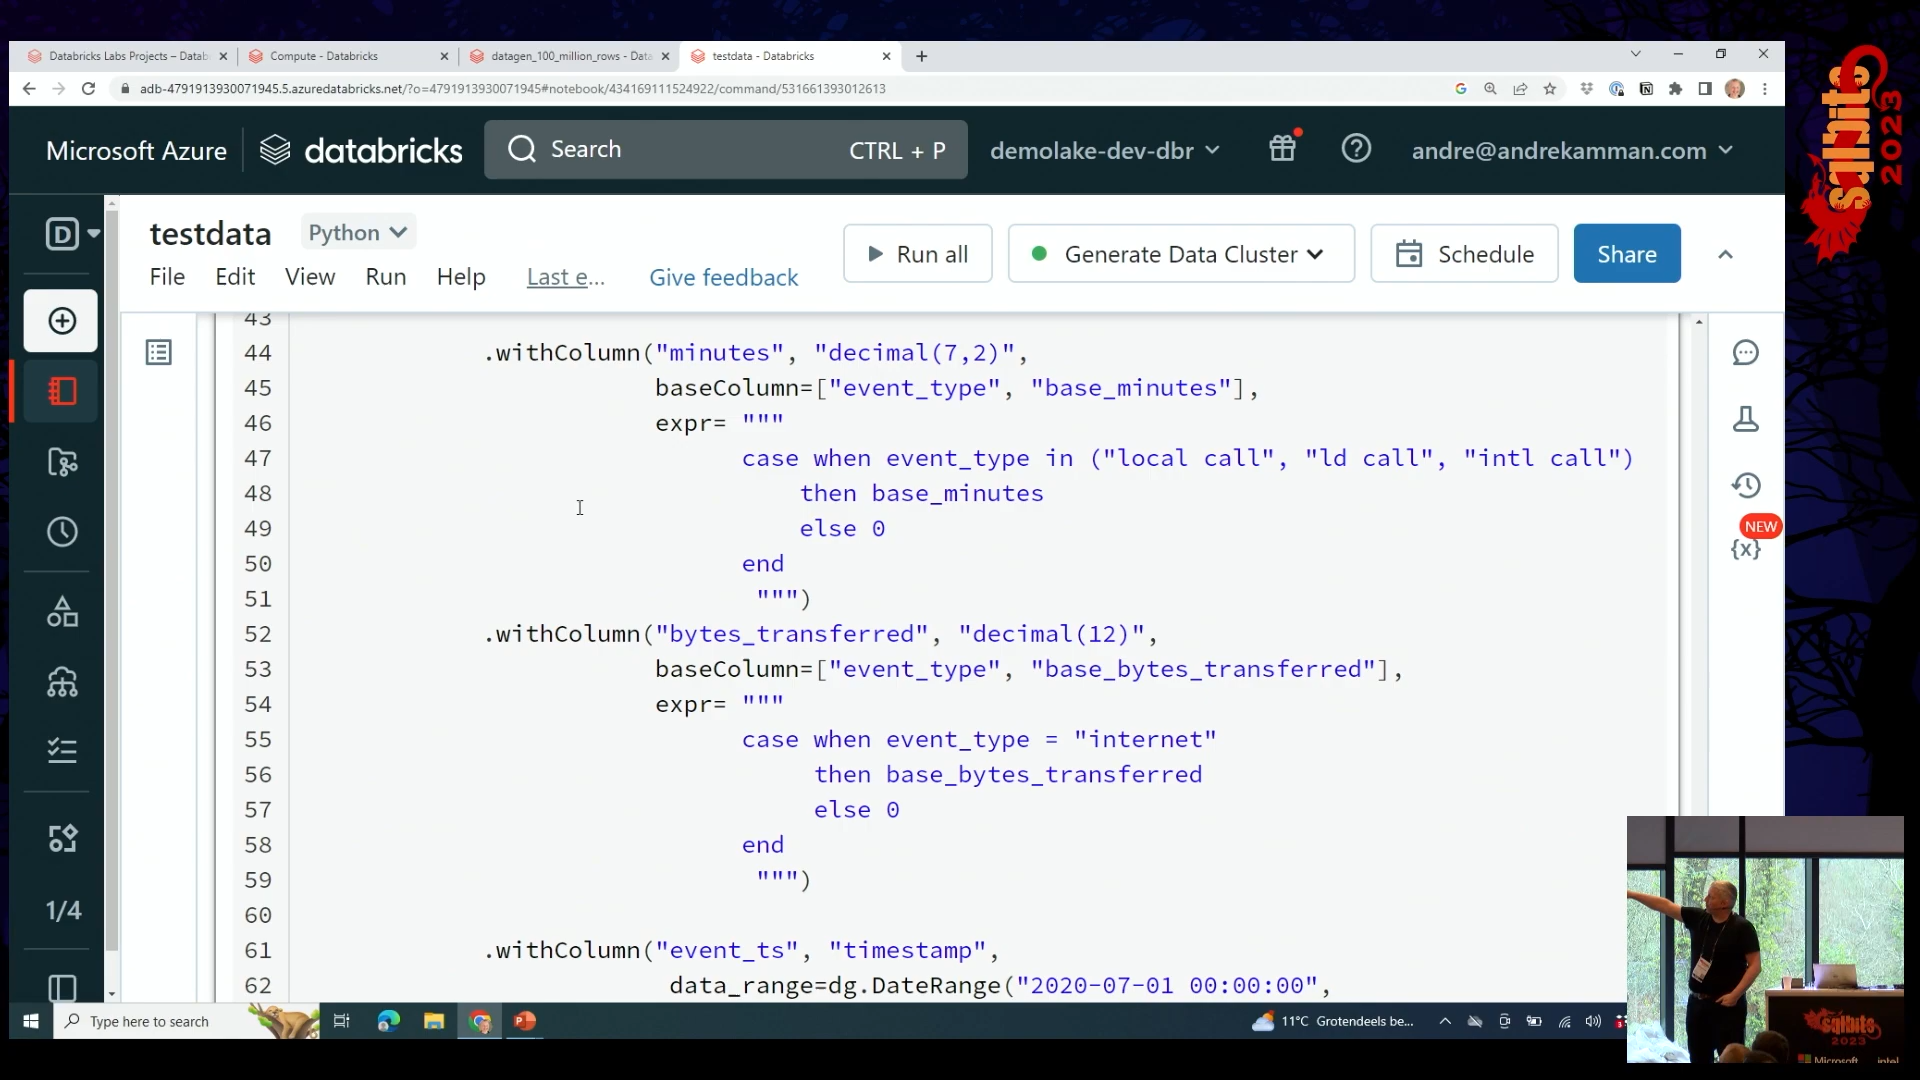 Databricks Labs Projects – Datab
Compute - Databricks
datagen_100_million_rows - Data
testdata - Databricks
adb-4791913930071945.5.azuredatabricks.net/?o=4791913930071945#notebook/434169111524922/command/531661393012613
sqlbits
2023
Microsoft Azure
databricks
Search
CTRL + P
demolake-dev-dbr
andre@andrekamman.com
D
testdata
Python
Run all
Generate Data Cluster
Schedule
Share
File
Edit
View
Run
Help
Last e...
Give feedback
43
44 .withColumn("minutes", "decimal(7,2)",
45 baseColumn=["event_type", "base_minutes"],
46 expr= """
47 case when event_type in ("local call", "ld call", "intl call")
48 then base_minutes
49 else 0
50 end
51 """)
52 .withColumn("bytes_transferred", "decimal(12)",
53 baseColumn=["event_type", "base_bytes_transferred"],
54 expr= """
55 case when event_type = "internet"
56 then base_bytes_transferred
57 else 0
58 end
59 """)
60
61 .withColumn("event_ts", "timestamp",
62 data_range=dg.DateRange("2020-07-01 00:00:00",
NEW
{x}
1/4
Type here to search
11°C Grotendeels be...
sqlbits
2023
Microsoft
intel